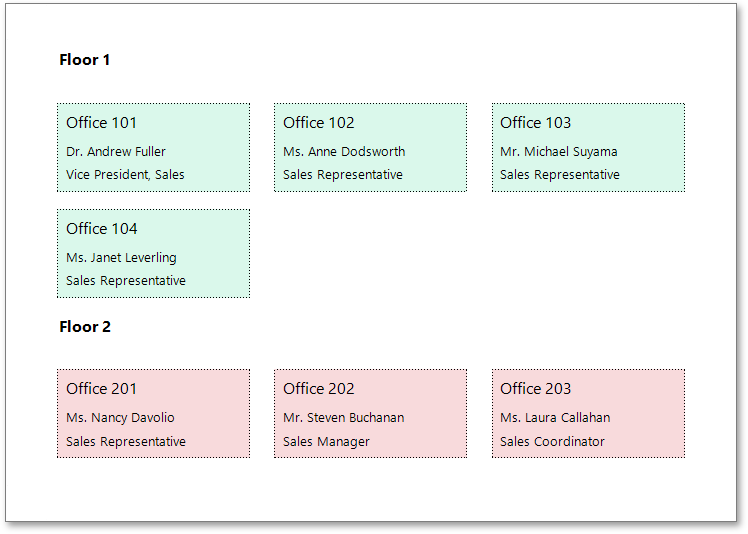 Floor 1
Office 101
Dr. Andrew Fuller
Vice President, Sales
Office 102
Ms. Anne Dodsworth
Sales Representative
Office 103
Mr. Michael Suyama
Sales Representative
Office 104
Ms. Janet Leverling
Sales Representative
Floor 2
Office 201
Ms. Nancy Davolio
Sales Representative
Office 202
Mr. Steven Buchanan
Sales Manager
Office 203
Ms. Laura Callahan
Sales Coordinator